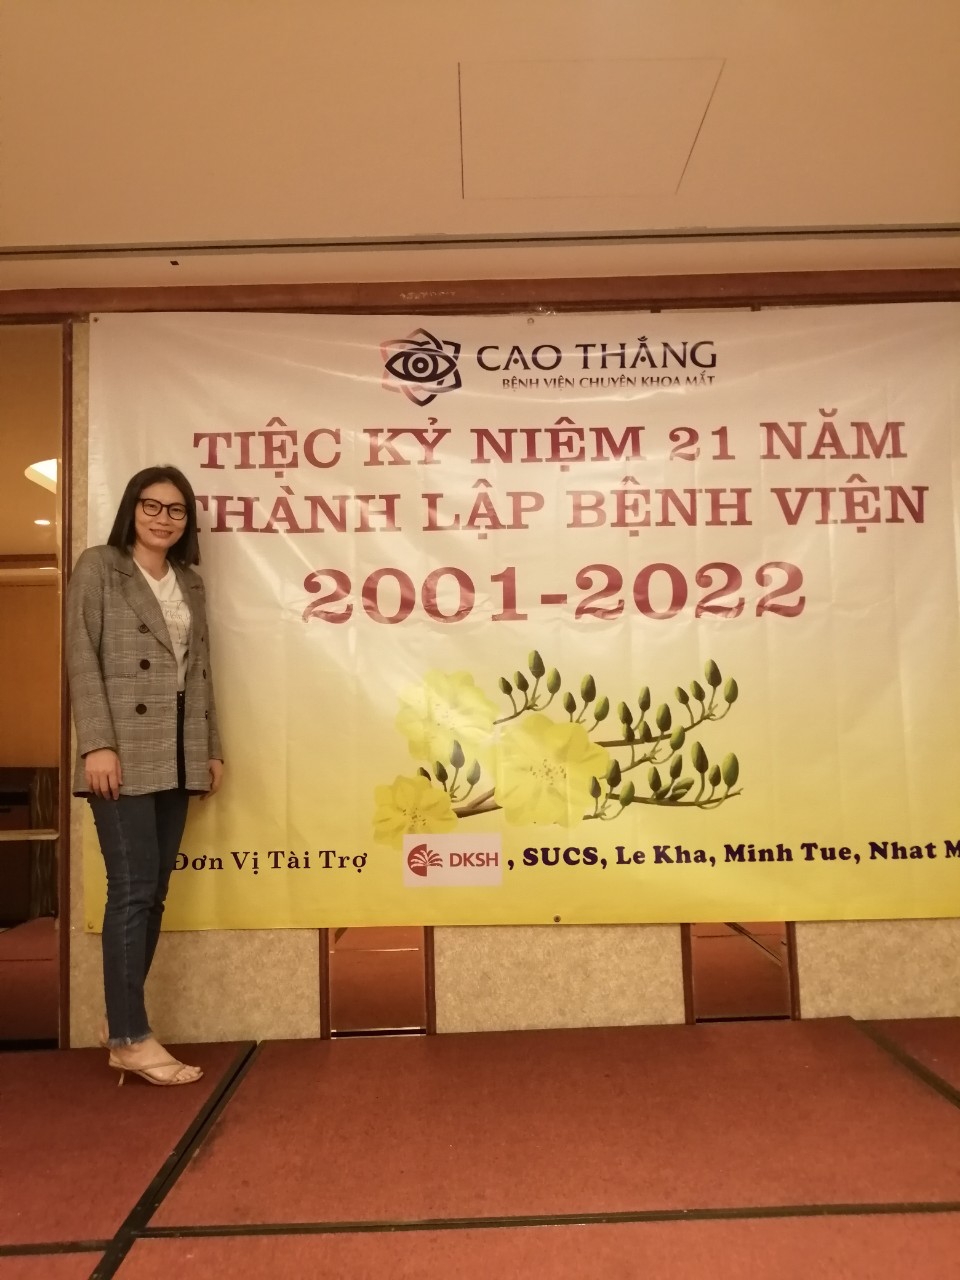 CAO THẮNG
BỆNH VIỆN CHUYÊN KHOA MẮT
TIỆC KỶ NIỆM 21 NĂM
THÀNH LẬP BỆNH VIỆN
2001-2022
Đơn Vị Tài Trợ DKSH , SUCS, Le Kha, Minh Tue, Nhat M